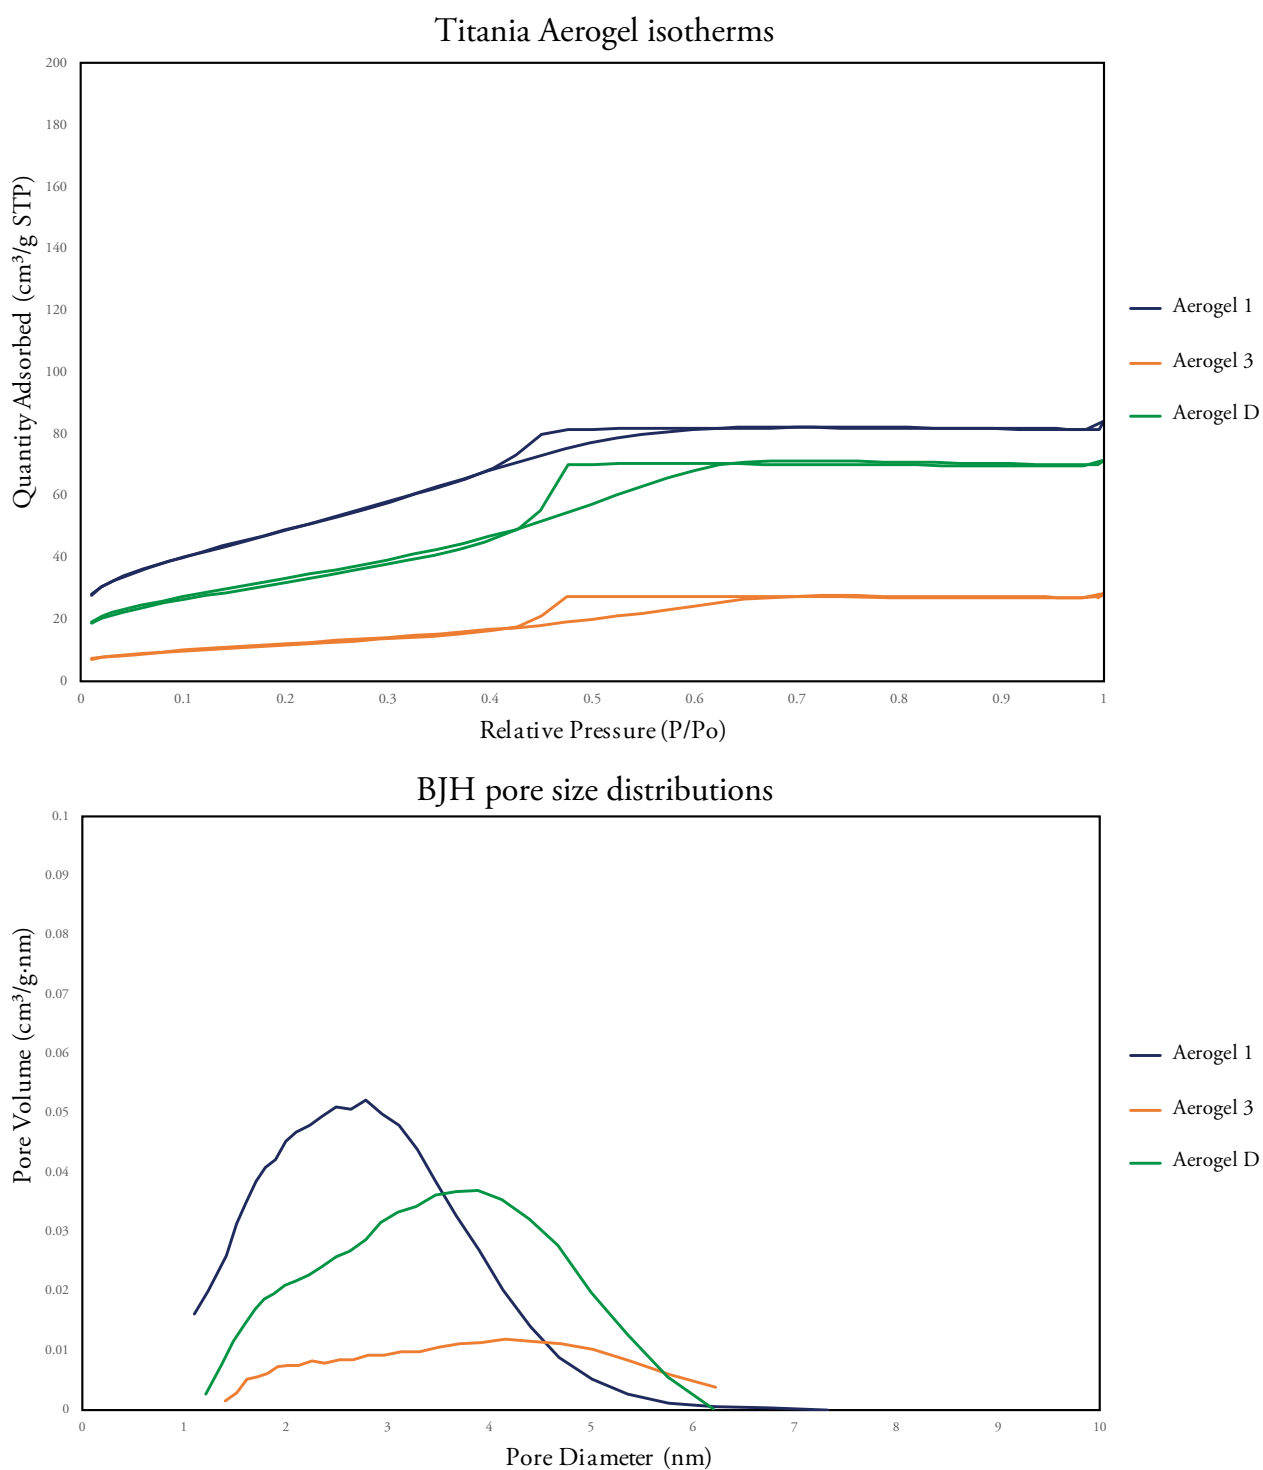 Titania Aerogel isotherms
200
180
160
140
120
100
80
60
40
20
0
Quantity Adsorbed (cm³/g STP)
0 0.1 0.2 0.3 0.4 0.5 0.6 0.7 0.8 0.9 1
Relative Pressure (P/Po)
Aerogel 1
Aerogel 3
Aerogel D
BJH pore size distributions
0.1
0.09
0.08
0.07
0.06
0.05
0.04
0.03
0.02
0.01
0
Pore Volume (cm³/g·nm)
0 1 2 3 4 5 6 7 8 9 10
Pore Diameter (nm)
Aerogel 1
Aerogel 3
Aerogel D